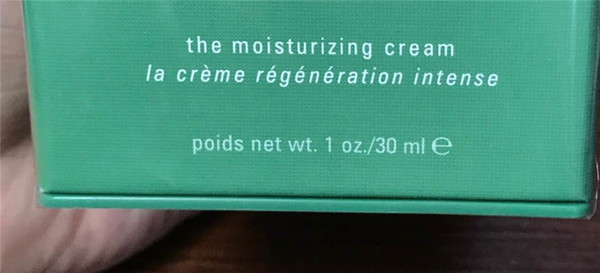 the moisturizing cream
la crème régénération intense
poids net wt. 1 oz./30 ml ℮